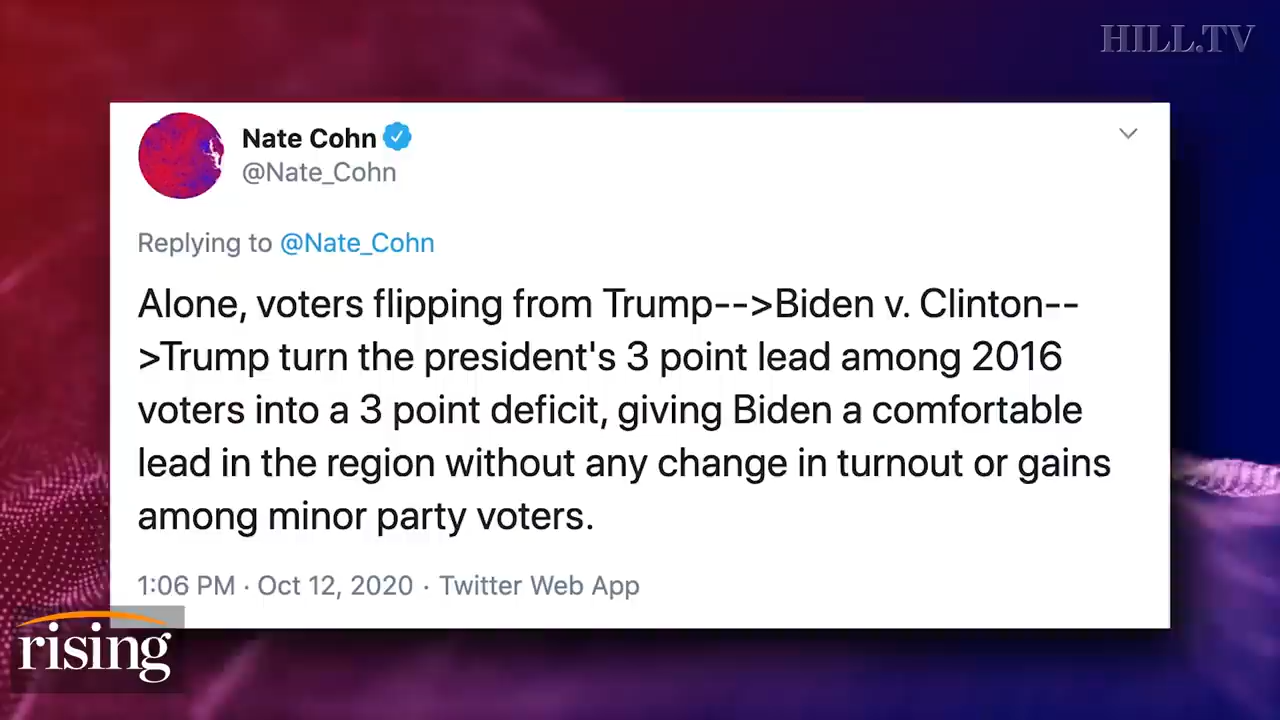 HILL.TV
Nate Cohn
@Nate_Cohn
Replying to @Nate_Cohn
Alone, voters flipping from Trump-->Biden v. Clinton--
>Trump turn the president's 3 point lead among 2016
voters into a 3 point deficit, giving Biden a comfortable
lead in the region without any change in turnout or gains
among minor party voters.
1:06 PM · Oct 12, 2020 · Twitter Web App
rising